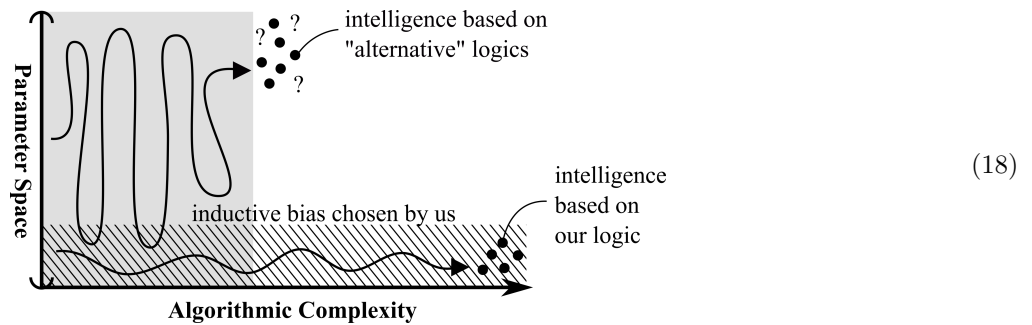 intelligence based on
"alternative" logics
?
?
?
Parameter Space
(18)
intelligence
based on
our logic
inductive bias chosen by us
Algorithmic Complexity